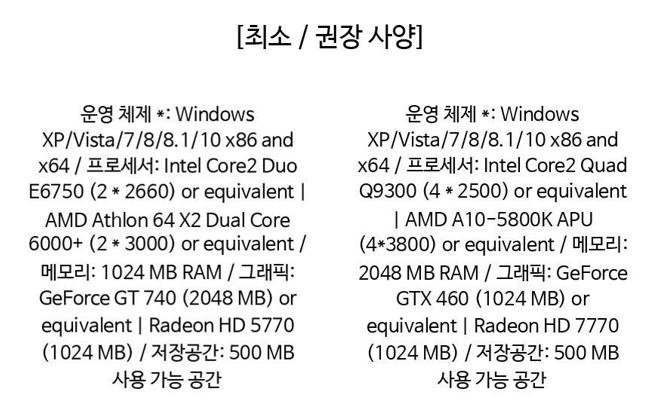 [최소 / 권장 사양]
운영 체제 *: Windows
XP/Vista/7/8/8.1/10 x86 and
x64 / 프로세서: Intel Core2 Duo
E6750 (2 * 2660) or equivalent |
AMD Athlon 64 X2 Dual Core
6000+ (2 * 3000) or equivalent /
메모리: 1024 MB RAM / 그래픽:
GeForce GT 740 (2048 MB) or
equivalent | Radeon HD 5770
(1024 MB) / 저장공간: 500 MB
사용 가능 공간
운영 체제 *: Windows
XP/Vista/7/8/8.1/10 x86 and
x64 / 프로세서: Intel Core2 Quad
Q9300 (4 * 2500) or equivalent
| AMD A10-5800K APU
(4*3800) or equivalent / 메모리:
2048 MB RAM / 그래픽: GeForce
GTX 460 (1024 MB) or
equivalent | Radeon HD 7770
(1024 MB) / 저장공간: 500 MB
사용 가능 공간